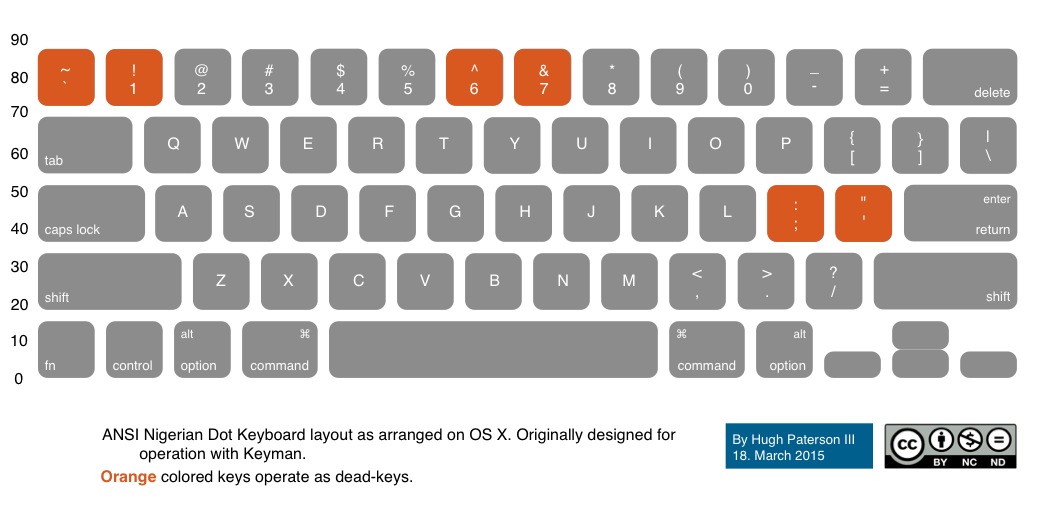 90
80
~ ! @ # $ % ^ & * ( ) _ +
` 1 2 3 4 5 6 7 8 9 0 - = delete
70
{ } |
60
tab Q W E R T Y U I O P [ ] \
50
: " enter
A S D F G H J K L
40
caps lock ; ' return
30
< > ?
Z X C V B N M , . /
20
shift shift
10
alt ⌘ ⌘ alt
0
fn control option command command option
ANSI Nigerian Dot Keyboard layout as arranged on OS X. Originally designed for
operation with Keyman.
Orange colored keys operate as dead-keys.
By Hugh Paterson III
18. March 2015
cc
BY NC ND